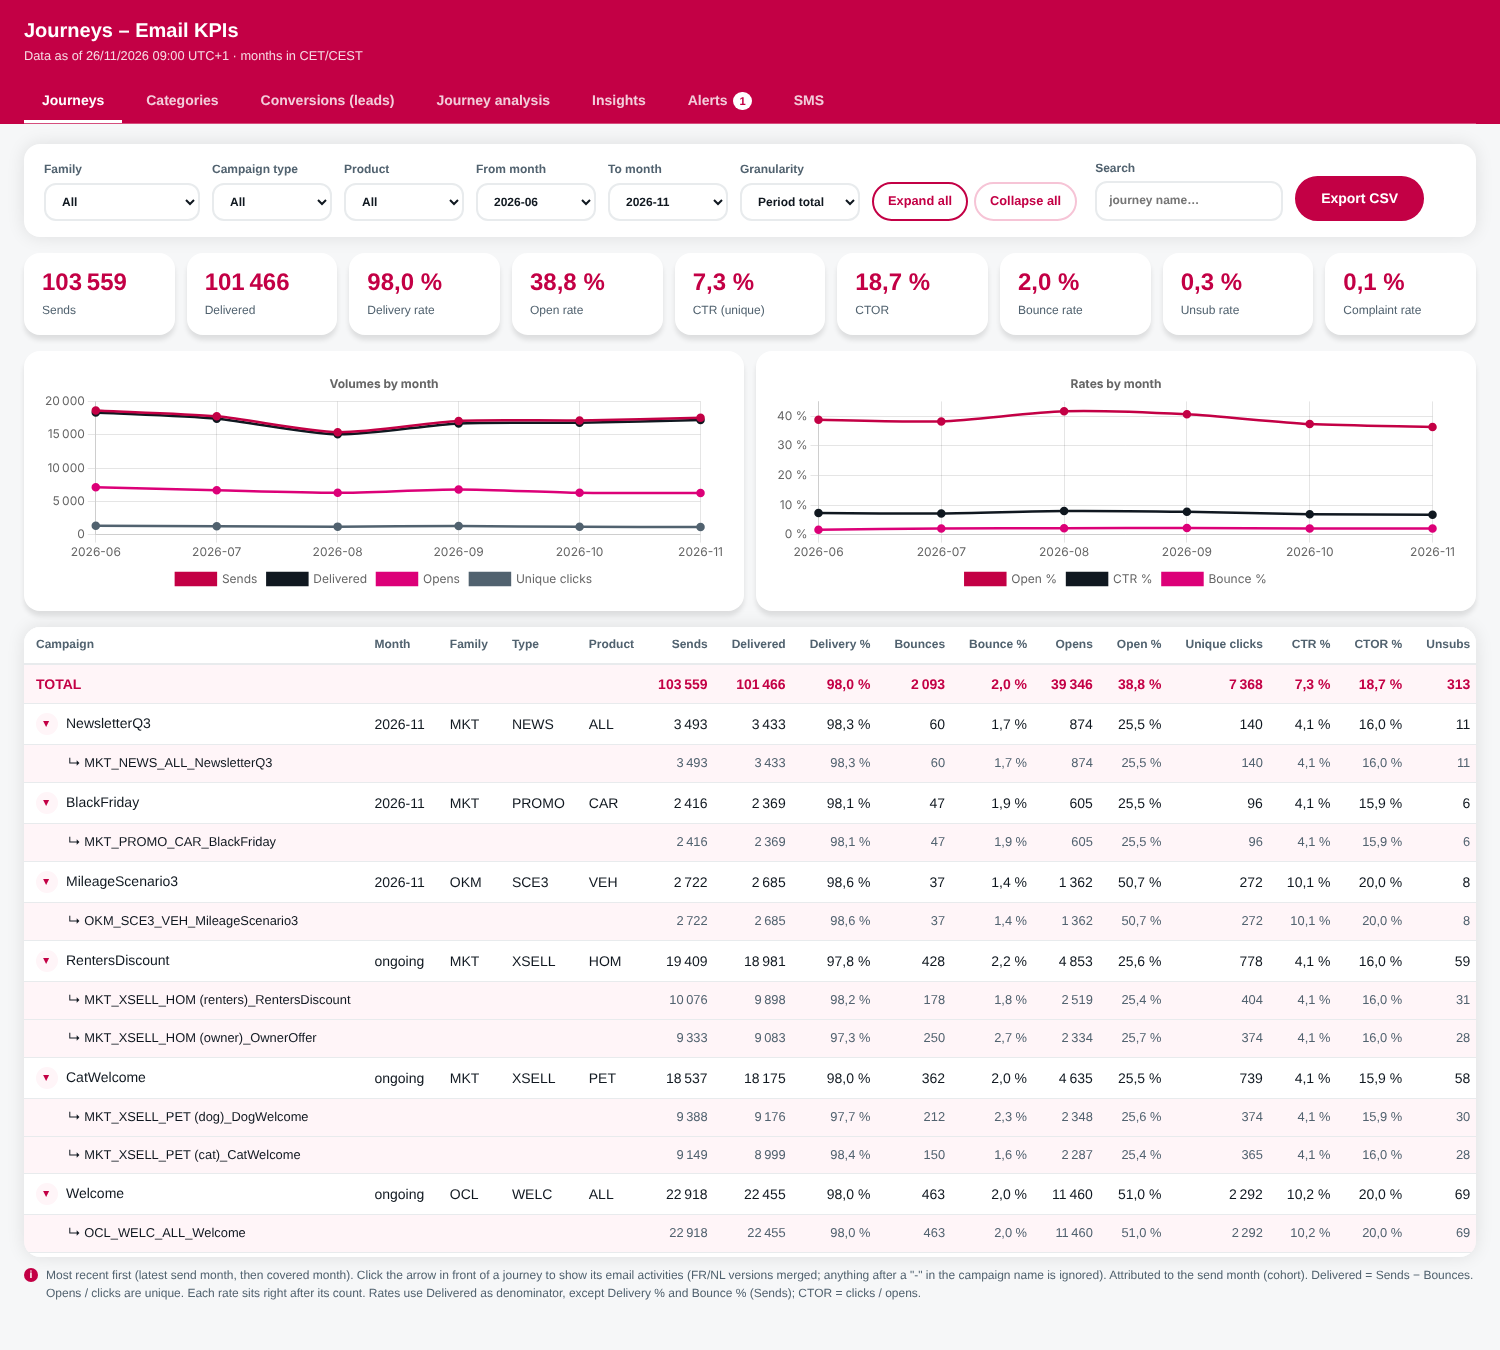 Journeys – Email KPIs
Data as of 26/11/2026 09:00 UTC+1 · months in CET/CEST
Journeys Categories Conversions (leads) Journey analysis Insights Alerts 1 SMS
Family Campaign type Product From month To month Granularity Search
All All All 2026-06 2026-11 Period total Expand all Collapse all journey name… Export CSV
103 559 101 466 98,0 % 38,8 % 7,3 % 18,7 % 2,0 % 0,3 % 0,1 %
Sends Delivered Delivery rate Open rate CTR (unique) CTOR Bounce rate Unsub rate Complaint rate
Volumes by month
20 000
15 000
10 000
5 000
0
2026-06 2026-07 2026-08 2026-09 2026-10 2026-11
Sends Delivered Opens Unique clicks
Rates by month
40 %
30 %
20 %
10 %
0 %
2026-06 2026-07 2026-08 2026-09 2026-10 2026-11
Open % CTR % Bounce %
Campaign Month Family Type Product Sends Delivered Delivery % Bounces Bounce % Opens Open % Unique clicks CTR % CTOR % Unsubs
TOTAL 103 559 101 466 98,0 % 2 093 2,0 % 39 346 38,8 % 7 368 7,3 % 18,7 % 313
▼ NewsletterQ3 2026-11 MKT NEWS ALL 3 493 3 433 98,3 % 60 1,7 % 874 25,5 % 140 4,1 % 16,0 % 11
↳ MKT_NEWS_ALL_NewsletterQ3 3 493 3 433 98,3 % 60 1,7 % 874 25,5 % 140 4,1 % 16,0 % 11
▼ BlackFriday 2026-11 MKT PROMO CAR 2 416 2 369 98,1 % 47 1,9 % 605 25,5 % 96 4,1 % 15,9 % 6
↳ MKT_PROMO_CAR_BlackFriday 2 416 2 369 98,1 % 47 1,9 % 605 25,5 % 96 4,1 % 15,9 % 6
▼ MileageScenario3 2026-11 OKM SCE3 VEH 2 722 2 685 98,6 % 37 1,4 % 1 362 50,7 % 272 10,1 % 20,0 % 8
↳ OKM_SCE3_VEH_MileageScenario3 2 722 2 685 98,6 % 37 1,4 % 1 362 50,7 % 272 10,1 % 20,0 % 8
▼ RentersDiscount ongoing MKT XSELL HOM 19 409 18 981 97,8 % 428 2,2 % 4 853 25,6 % 778 4,1 % 16,0 % 59
↳ MKT_XSELL_HOM (renters)_RentersDiscount 10 076 9 898 98,2 % 178 1,8 % 2 519 25,4 % 404 4,1 % 16,0 % 31
↳ MKT_XSELL_HOM (owner)_OwnerOffer 9 333 9 083 97,3 % 250 2,7 % 2 334 25,7 % 374 4,1 % 16,0 % 28
▼ CatWelcome ongoing MKT XSELL PET 18 537 18 175 98,0 % 362 2,0 % 4 635 25,5 % 739 4,1 % 15,9 % 58
↳ MKT_XSELL_PET (dog)_DogWelcome 9 388 9 176 97,7 % 212 2,3 % 2 348 25,6 % 374 4,1 % 15,9 % 30
↳ MKT_XSELL_PET (cat)_CatWelcome 9 149 8 999 98,4 % 150 1,6 % 2 287 25,4 % 365 4,1 % 16,0 % 28
▼ Welcome ongoing OCL WELC ALL 22 918 22 455 98,0 % 463 2,0 % 11 460 51,0 % 2 292 10,2 % 20,0 % 69
↳ OCL_WELC_ALL_Welcome 22 918 22 455 98,0 % 463 2,0 % 11 460 51,0 % 2 292 10,2 % 20,0 % 69
i Most recent first (latest send month, then covered month). Click the arrow in front of a journey to show its email activities (FR/NL versions merged; anything after a "-" in the campaign name is ignored). Attributed to the send month (cohort). Delivered = Sends − Bounces.
Opens / clicks are unique. Each rate sits right after its count. Rates use Delivered as denominator, except Delivery % and Bounce % (Sends); CTOR = clicks / opens.